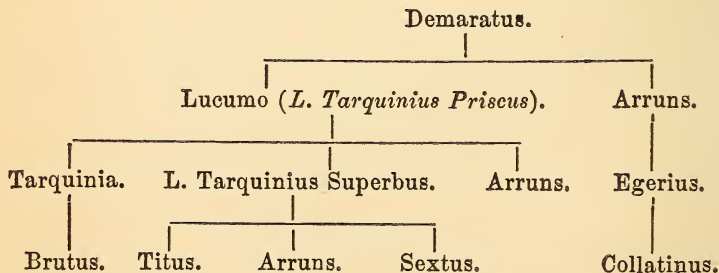 Demaratus.
Lucumo (L. Tarquinius Priscus). Arruns.
Tarquinia. L. Tarquinius Superbus. Arruns. Egerius.
Brutus. Titus. Arruns. Sextus. Collatinus.